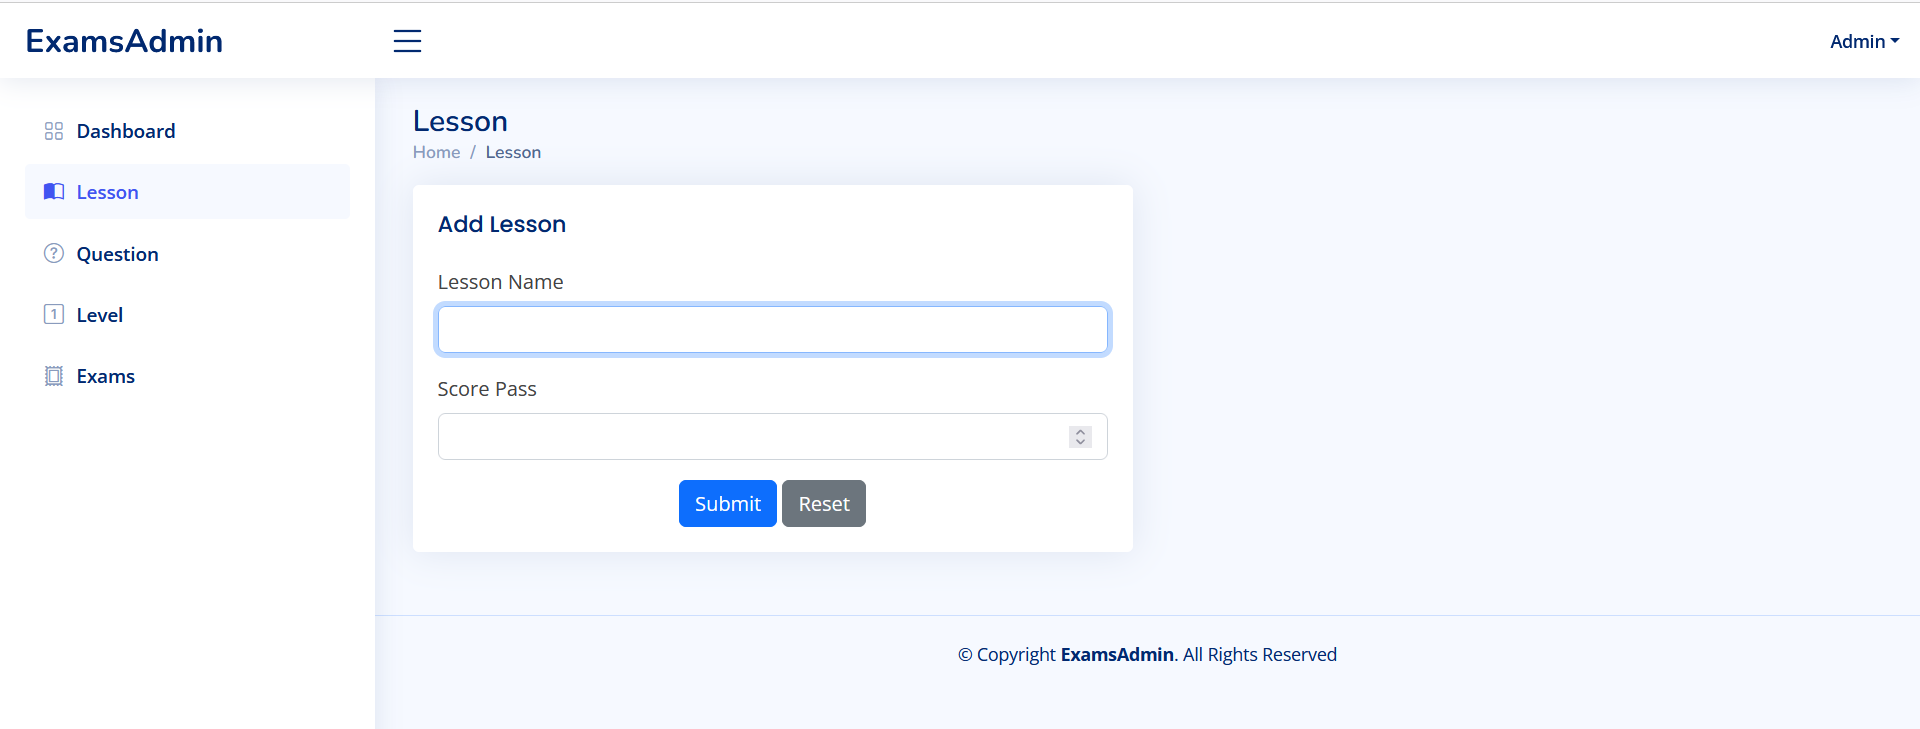 ExamsAdmin
Admin
Dashboard
Lesson
Question
1 Level
Exams
Lesson
Home / Lesson
Add Lesson
Lesson Name
Score Pass
Submit Reset
© Copyright ExamsAdmin. All Rights Reserved